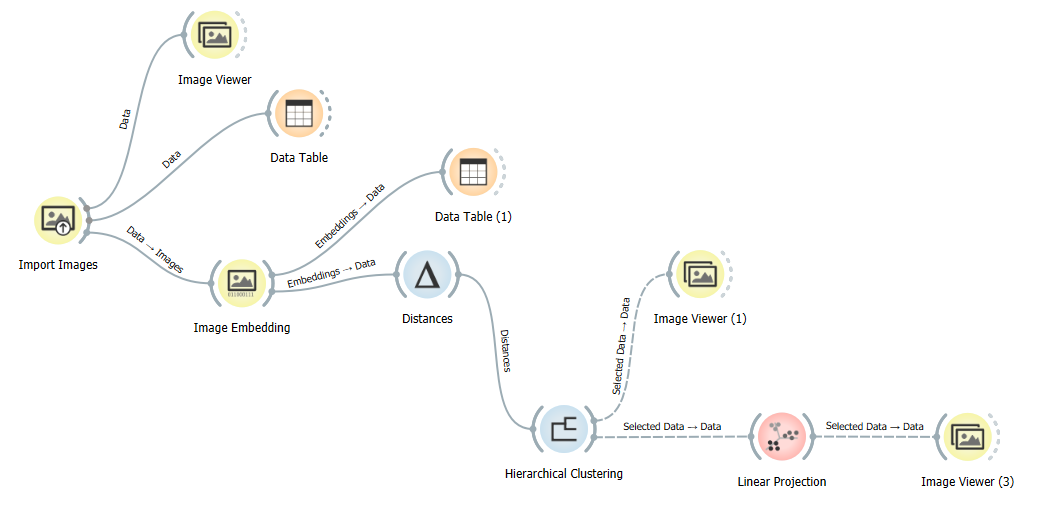 Image Viewer
Data
Data Table
Data
Data Table (1)
Embeddings → Data
Import Images
Data → Images
Image Embedding
Embeddings → Data
Distances
Distances
Image Viewer (1)
Selected Data → Data
Hierarchical Clustering
Selected Data → Data
Linear Projection
Selected Data → Data
Image Viewer (3)